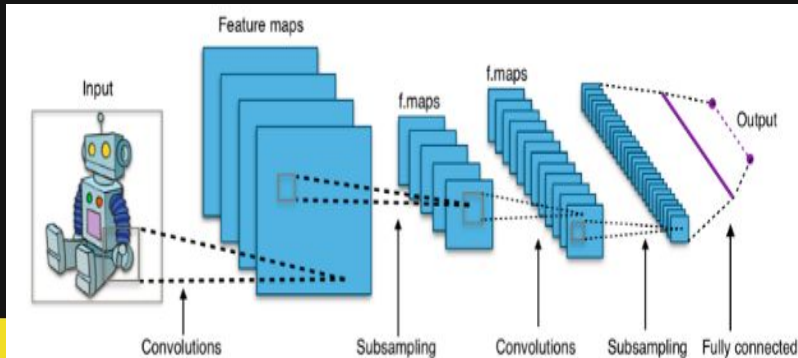 Feature maps
Input
f.maps
f.maps
Output
Convolutions
Subsampling
Convolutions
Subsampling
Fully connected